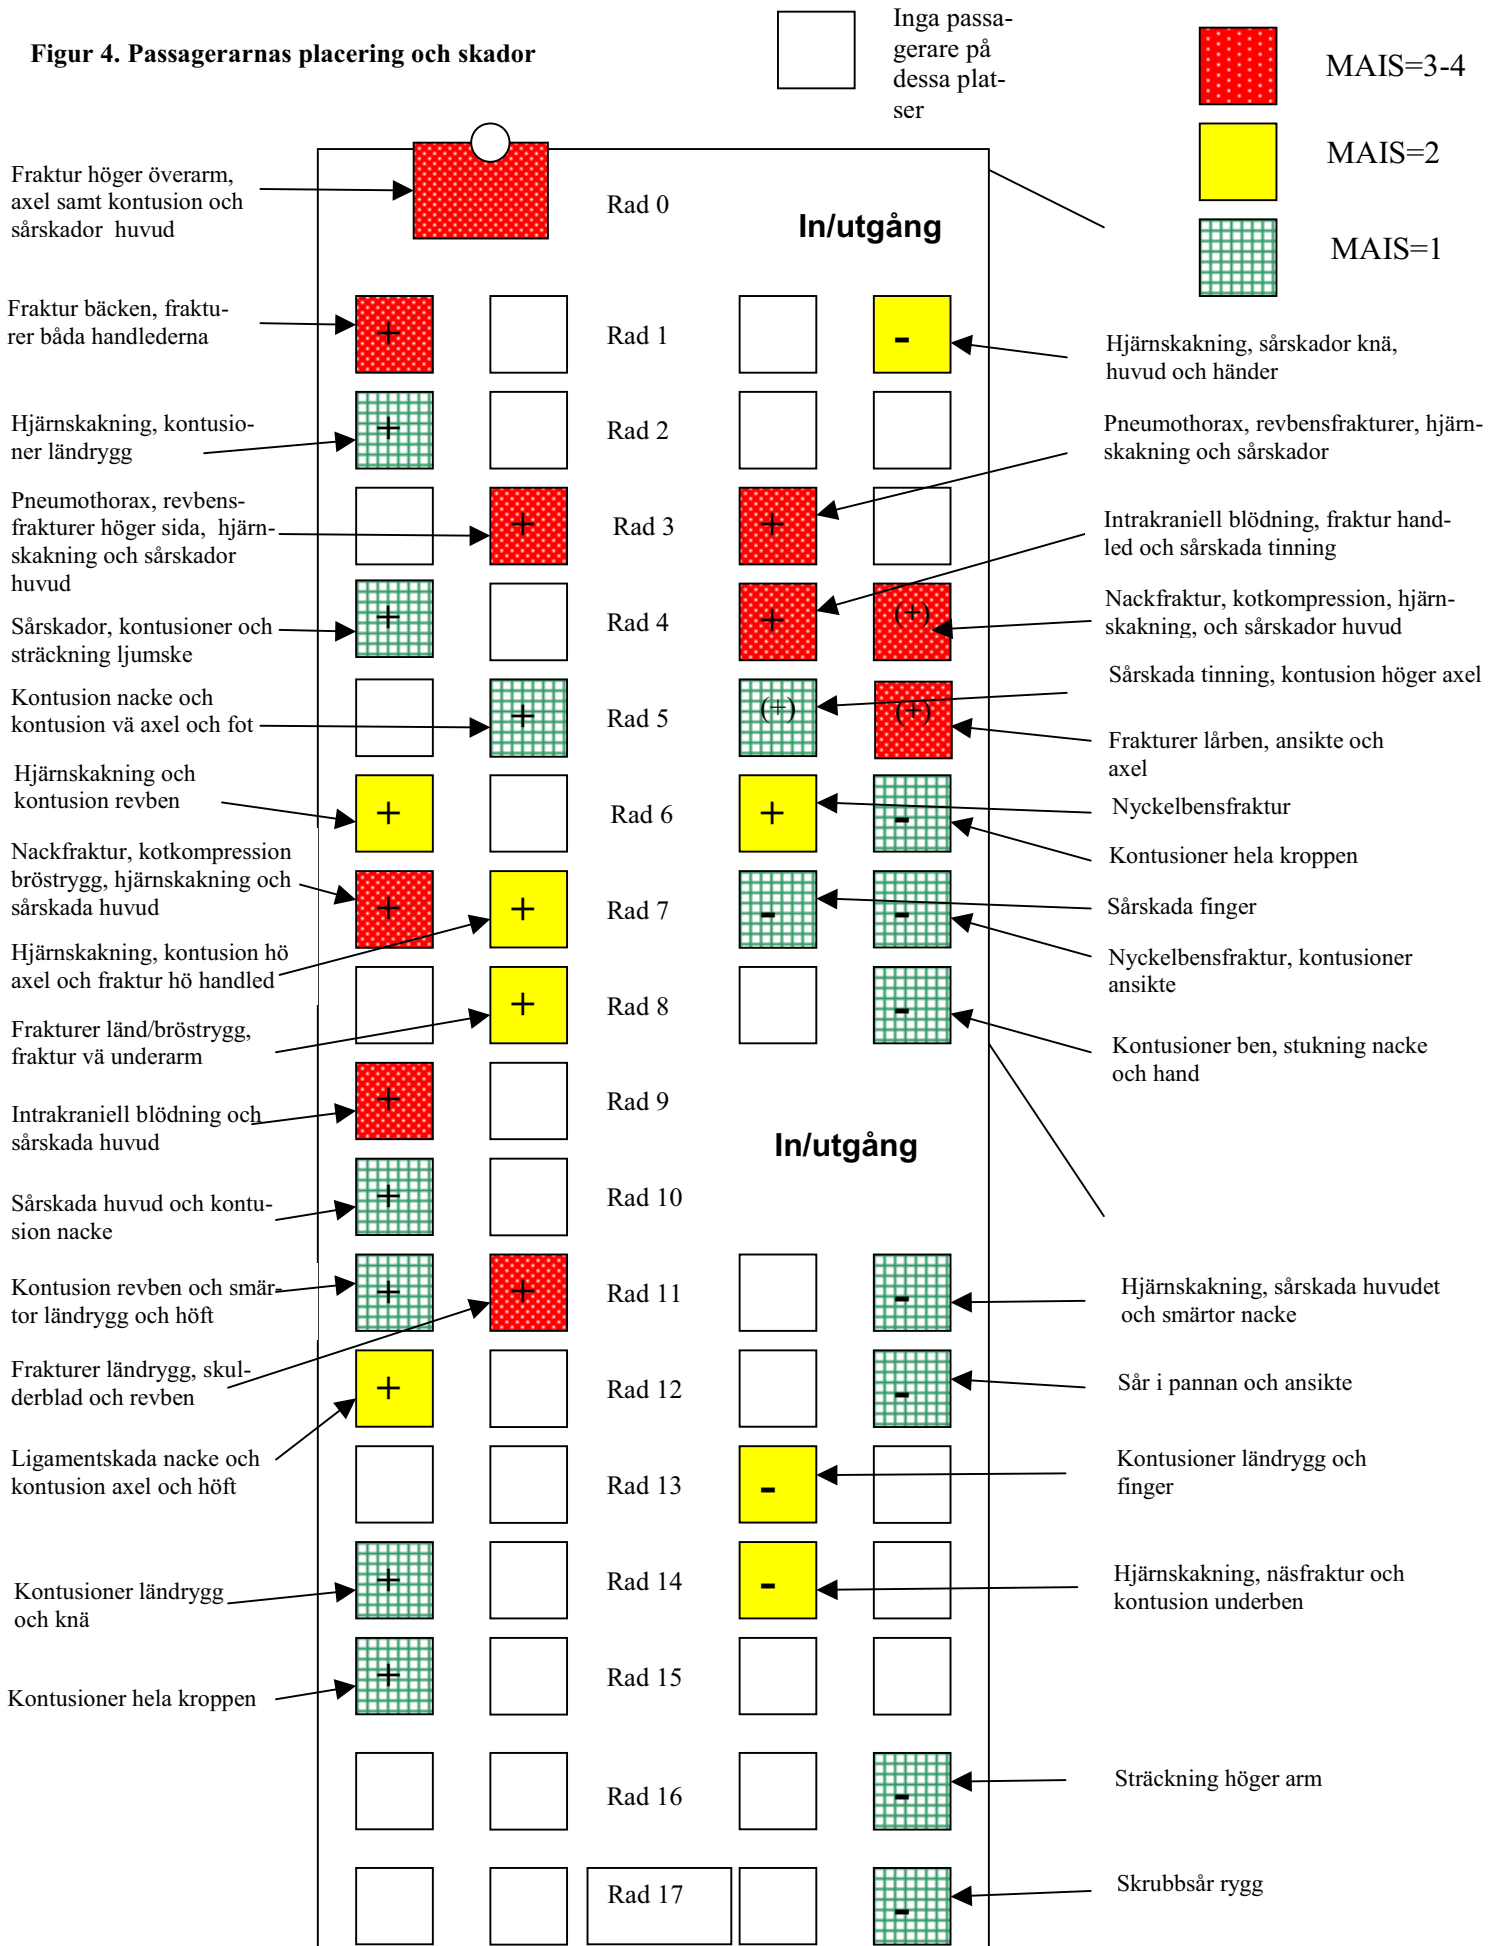 Figur 4. Passagerarnas placering och skador
Inga passa-
gerare på
dessa plat-
ser
MAIS=3-4
MAIS=2
MAIS=1
Fraktur höger överarm,
axel samt kontusion och
sårskador huvud
Rad 0
In/utgång
Fraktur bäcken, fraktu-
rer båda handlederna
+
Rad 1
-
Hjärnskakning, sårskador knä,
huvud och händer
Hjärnskakning, kontusio-
ner ländrygg
+
Rad 2
Pneumothorax, revbensfrakturer, hjärn-
skakning och sårskador
Pneumothorax, revbens-
frakturer höger sida, hjärn-
skakning och sårskador
huvud
+
Rad 3
+
Intrakraniell blödning, fraktur hand-
led och sårskada tinning
Sårskador, kontusioner och
sträckning ljumske
+
Rad 4
+
(+)
Nackfraktur, kotkompression, hjärn-
skakning, och sårskador huvud
Sårskada tinning, kontusion höger axel
Kontusion nacke och
kontusion vä axel och fot
+
Rad 5
(+)
(+)
Frakturer lårben, ansikte och
axel
Hjärnskakning och
kontusion revben
+
Rad 6
+
-
Nyckelbensfraktur
Kontusioner hela kroppen
Nackfraktur, kotkompression
bröstrygg, hjärnskakning och
sårskada huvud
+
+
Rad 7
-
-
Sårskada finger
Hjärnskakning, kontusion hö
axel och fraktur hö handled
Nyckelbensfraktur, kontusioner
ansikte
+
Rad 8
-
Frakturer länd/bröstrygg,
fraktur vä underarm
Kontusioner ben, stukning nacke
och hand
Intrakraniell blödning och
sårskada huvud
+
Rad 9
In/utgång
Sårskada huvud och kontu-
sion nacke
+
Rad 10
Kontusion revben och smär-
tor ländrygg och höft
+
+
Rad 11
-
Hjärnskakning, sårskada huvudet
och smärtor nacke
Frakturer ländrygg, skul-
derblad och revben
+
Rad 12
-
Sår i pannan och ansikte
Ligamentskada nacke och
kontusion axel och höft
Rad 13
-
Kontusioner ländrygg och
finger
Kontusioner ländrygg
och knä
+
Rad 14
-
Hjärnskakning, näsfraktur och
kontusion underben
Kontusioner hela kroppen
+
Rad 15
Rad 16
-
Sträckning höger arm
Rad 17
-
Skrubbsår rygg